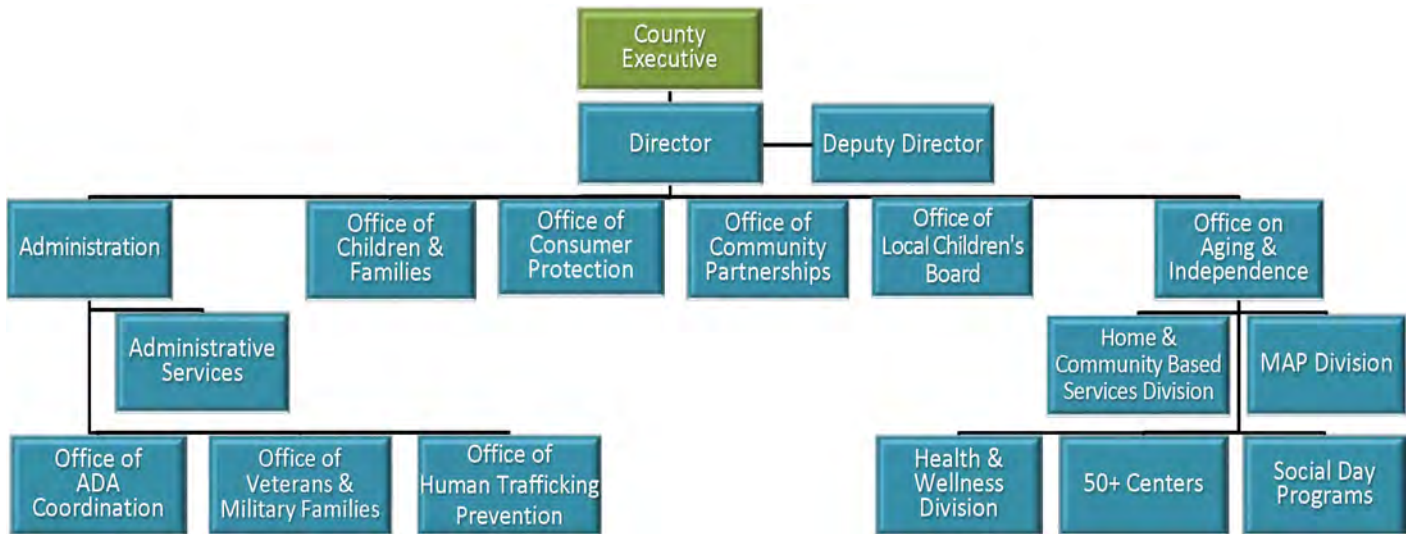 County
Executive
Director
Deputy Director
Administration
Office of
Children &
Families
Office of
Consumer
Protection
Office of
Community
Partnerships
Office of
Local Children's
Board
Office on
Aging &
Independence
Administrative
Services
Home &
Community Based
Services Division
MAP Division
Office of
ADA
Coordination
Office of
Veterans &
Military Families
Office of
Human Trafficking
Prevention
Health &
Wellness
Division
50+ Centers
Social Day
Programs